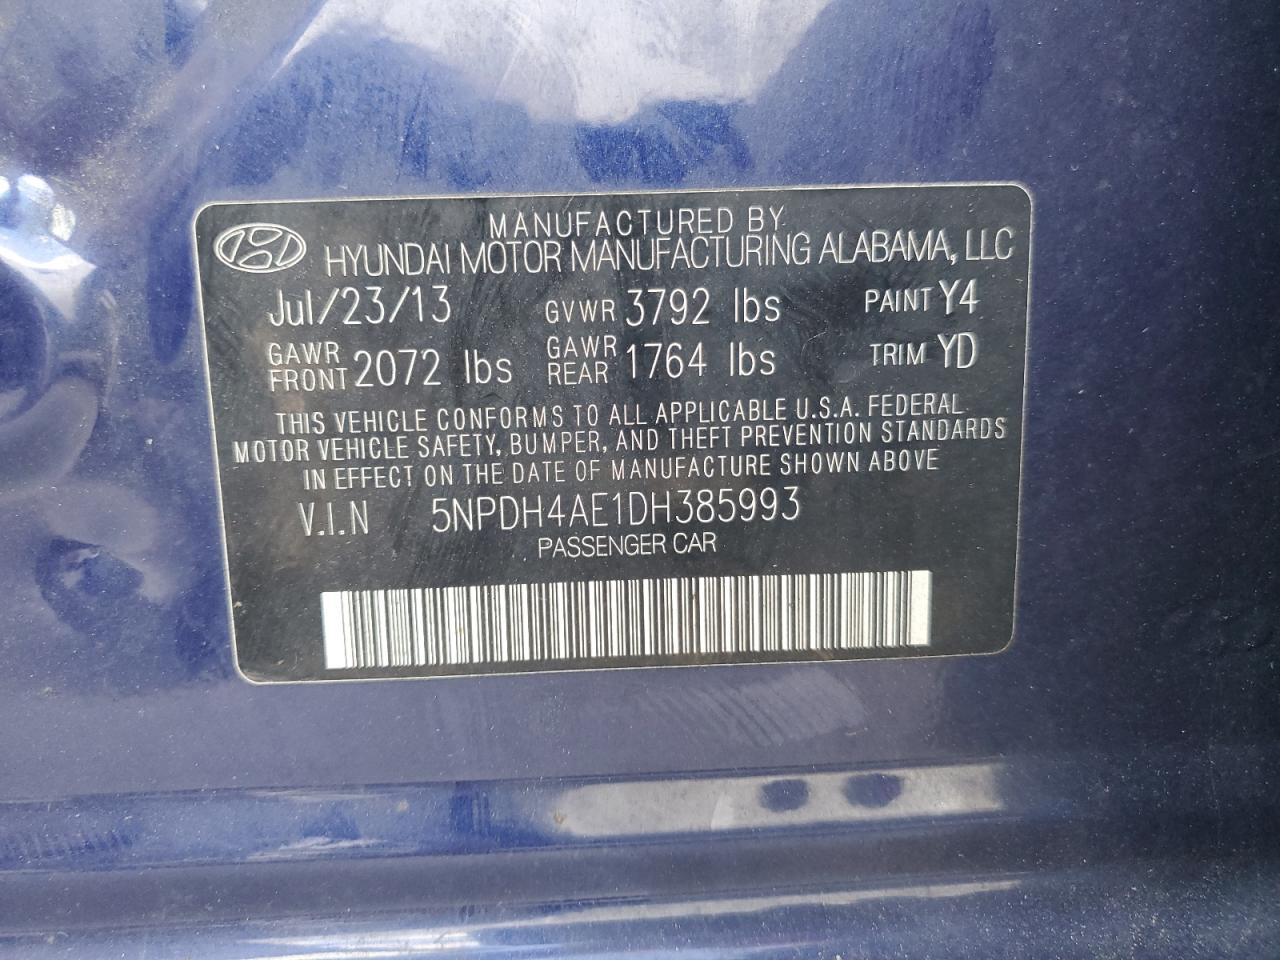 MANUFACTURED BY
HYUNDAI MOTOR MANUFACTURING ALABAMA, LLC
Jul/23/13 GVWR 3792 lbs PAINT Y4
GAWR FRONT 2072 lbs GAWR REAR 1764 lbs TRIM YD
THIS VEHICLE CONFORMS TO ALL APPLICABLE U.S.A. FEDERAL
MOTOR VEHICLE SAFETY, BUMPER, AND THEFT PREVENTION STANDARDS
IN EFFECT ON THE DATE OF MANUFACTURE SHOWN ABOVE
V.I.N 5NPDH4AE1DH385993
PASSENGER CAR